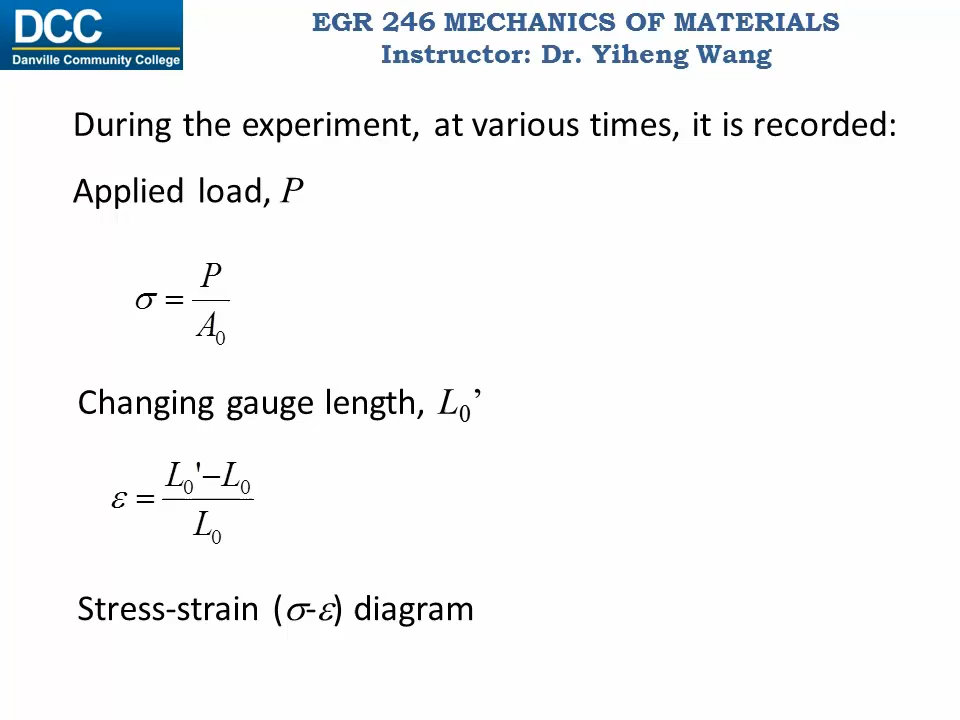 DCC
Danville Community College
EGR 246 MECHANICS OF MATERIALS
Instructor: Dr. Yiheng Wang
During the experiment, at various times, it is recorded:
Applied load, P
σ = P / A₀
Changing gauge length, L₀’
ε = (L₀'−L₀) / L₀
Stress-strain (σ-ε) diagram